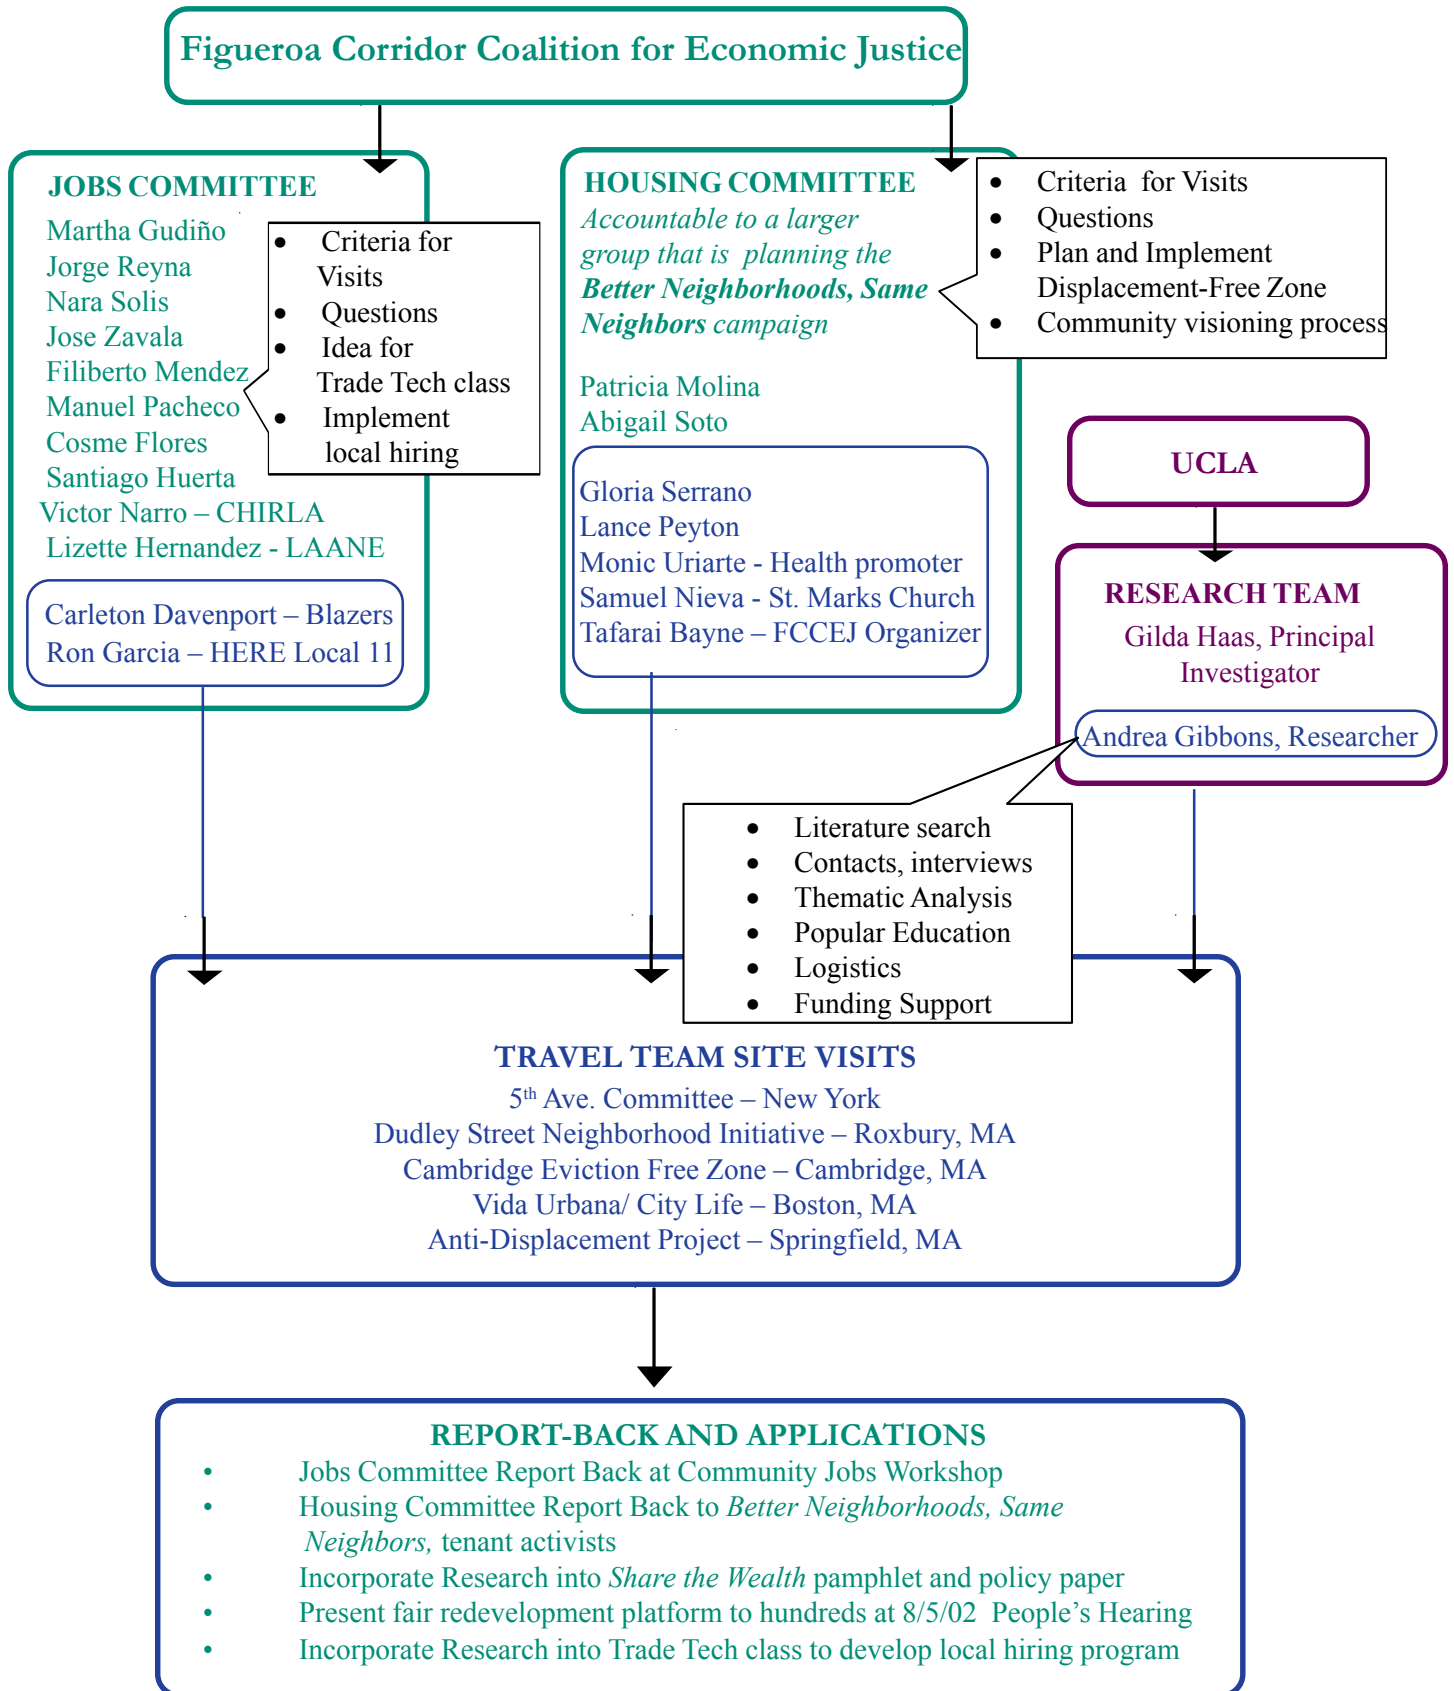 Figueroa Corridor Coalition for Economic Justice
JOBS COMMITTEE
Martha Gudiño
Jorge Reyna
Nara Solis
Jose Zavala
Filiberto Mendez
Manuel Pacheco
Cosme Flores
Santiago Huerta
Victor Narro – CHIRLA
Lizette Hernandez - LAANE
Carleton Davenport – Blazers
Ron Garcia – HERE Local 11
• Criteria for
Visits
• Questions
• Idea for
Trade Tech class
• Implement
local hiring
HOUSING COMMITTEE
Accountable to a larger
group that is planning the
Better Neighborhoods, Same
Neighbors campaign
Patricia Molina
Abigail Soto
Gloria Serrano
Lance Peyton
Monic Uriarte - Health promoter
Samuel Nieva - St. Marks Church
Tafarai Bayne – FCCEJ Organizer
• Criteria for Visits
• Questions
• Plan and Implement
Displacement-Free Zone
• Community visioning process
UCLA
RESEARCH TEAM
Gilda Haas, Principal
Investigator
Andrea Gibbons, Researcher
• Literature search
• Contacts, interviews
• Thematic Analysis
• Popular Education
• Logistics
• Funding Support
TRAVEL TEAM SITE VISITS
5th Ave. Committee – New York
Dudley Street Neighborhood Initiative – Roxbury, MA
Cambridge Eviction Free Zone – Cambridge, MA
Vida Urbana/ City Life – Boston, MA
Anti-Displacement Project – Springfield, MA
REPORT-BACK AND APPLICATIONS
• Jobs Committee Report Back at Community Jobs Workshop
• Housing Committee Report Back to Better Neighborhoods, Same
Neighbors, tenant activists
• Incorporate Research into Share the Wealth pamphlet and policy paper
• Present fair redevelopment platform to hundreds at 8/5/02 People’s Hearing
• Incorporate Research into Trade Tech class to develop local hiring program